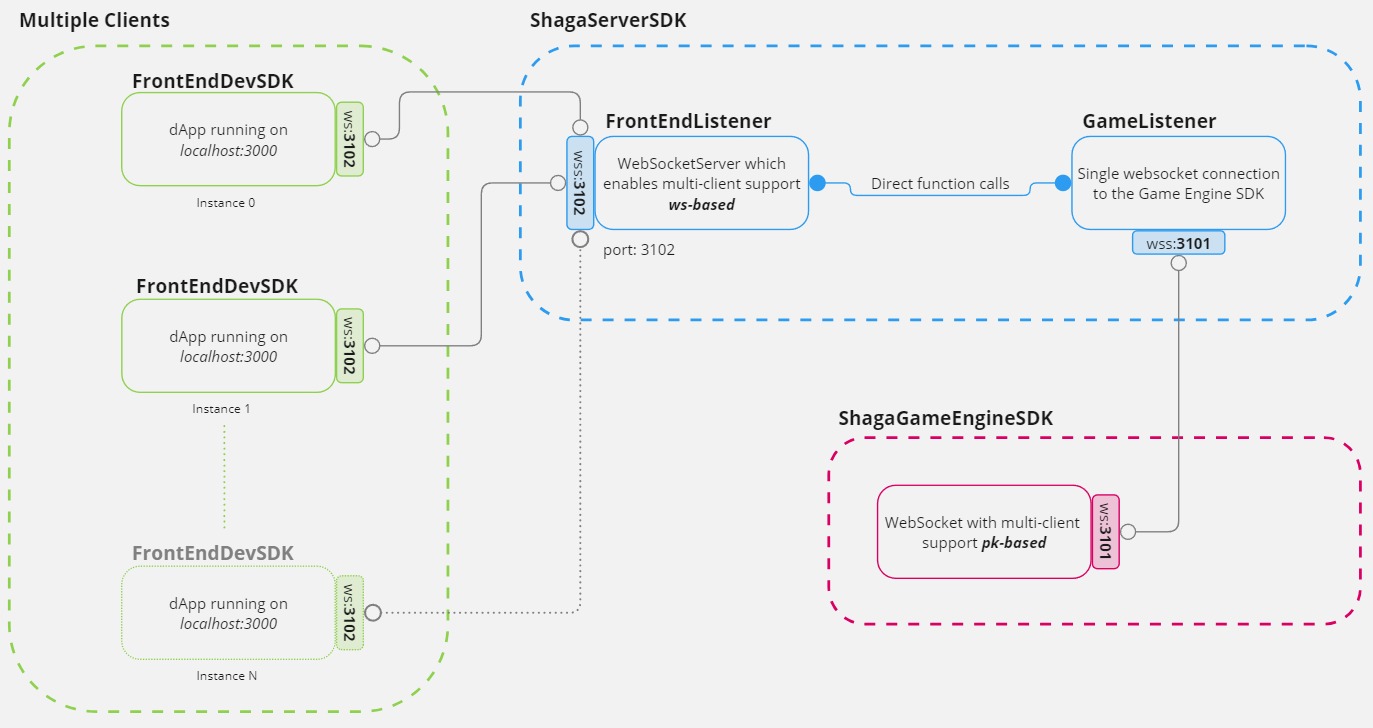 Multiple Clients
FrontEndDevSDK
dApp running on
localhost:3000
ws:3102
Instance 0
FrontEndDevSDK
dApp running on
localhost:3000
ws:3102
Instance 1
FrontEndDevSDK
dApp running on
localhost:3000
ws:3102
Instance N
ShagaServerSDK
FrontEndListener
wss:3102
WebSocketServer which
enables multi-client support
ws-based
port: 3102
Direct function calls
GameListener
Single websocket connection
to the Game Engine SDK
wss:3101
ShagaGameEngineSDK
WebSocket with multi-client
support pk-based
ws:3101